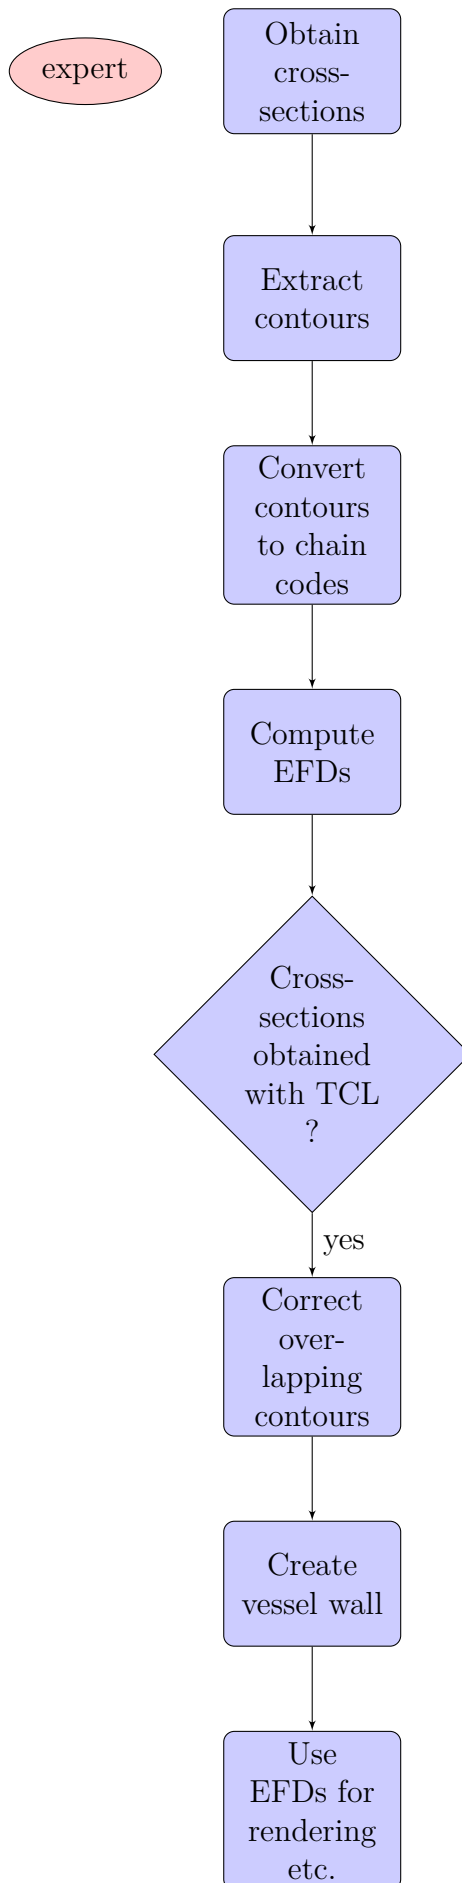 expert
Obtain
cross-
sections
Extract
contours
Convert
contours
to chain
codes
Compute
EFDs
Cross-
sections
obtained
with TCL
?
yes
Correct
over-
lapping
contours
Create
vessel wall
Use
EFDs for
rendering
etc.